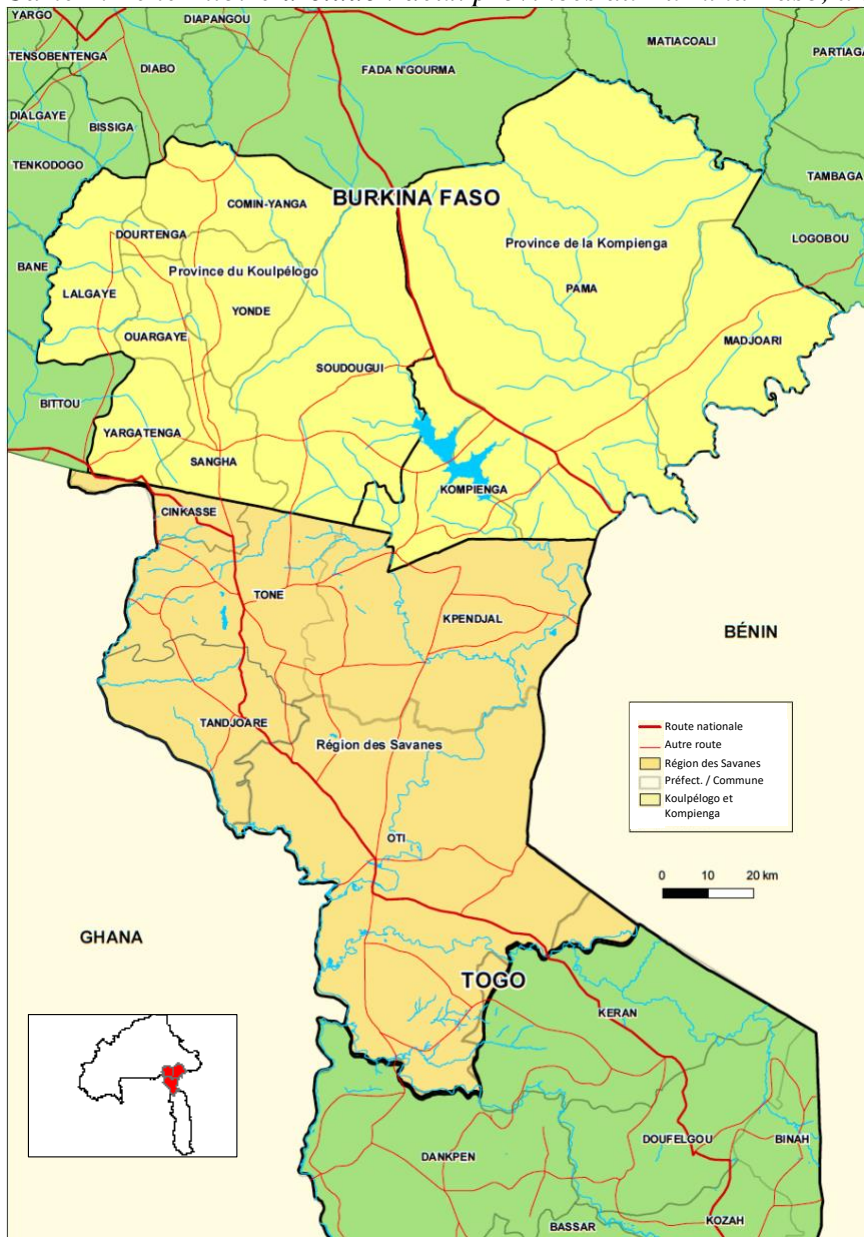 YARGO
DIAPANGOU
MATIACOALI
TENSOBENTENGA
DIABO
FADA N'GOURMA
PARTIAGA
DIALGAYE
BISSIGA
TENKODOGO
TAMBAGA
COMIN-YANGA
BURKINA FASO
DOURTENGA
LOGOBOU
BANE
Province du Koulpélogo
Province de la Kompienga
LALGAYE
PAMA
YONDE
OUARGAYE
MADJOARI
SOUDOUGUI
BITTOU
YARGATENGA
SANGHA
KOMPIENGA
CINKASSE
TONE
KPENDJAL
BÉNIN
TANDJOARE
Région des Savanes
Route nationale
Autre route
Région des Savanes
Préfect. / Commune
Koulpélogo et
Kompienga
OTI
0 10 20 km
GHANA
TOGO
KERAN
DOUFELGOU
BINAH
DANKPEN
BASSAR
KOZAH